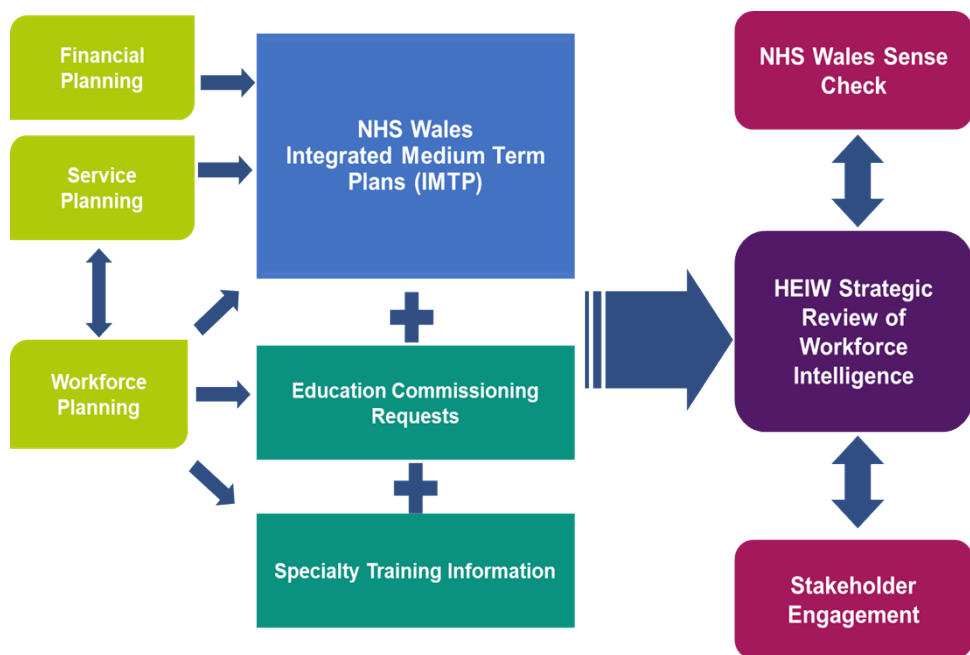 Financial
Planning
Service
Planning
Workforce
Planning
NHS Wales
Integrated Medium Term
Plans (IMTP)
Education Commissioning
Requests
Specialty Training Information
NHS Wales Sense
Check
HEIW Strategic
Review of
Workforce
Intelligence
Stakeholder
Engagement